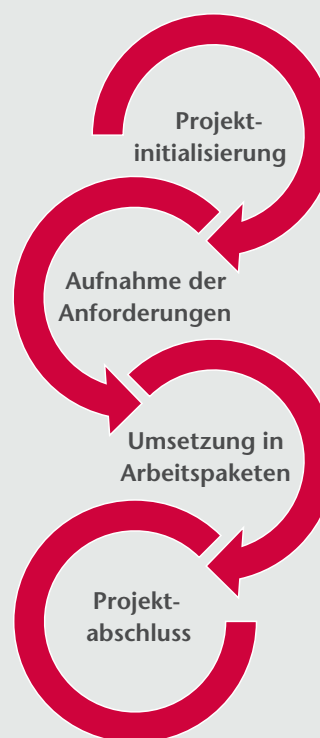 Projekt-
initialisierung
Aufnahme der
Anforderungen
Umsetzung in
Arbeitspaketen
Projekt-
abschluss